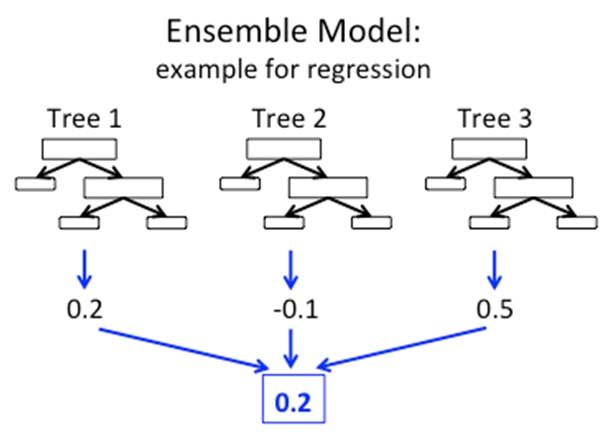 Ensemble Model:
example for regression
Tree 1 Tree 2 Tree 3
0.2 -0.1 0.5
0.2